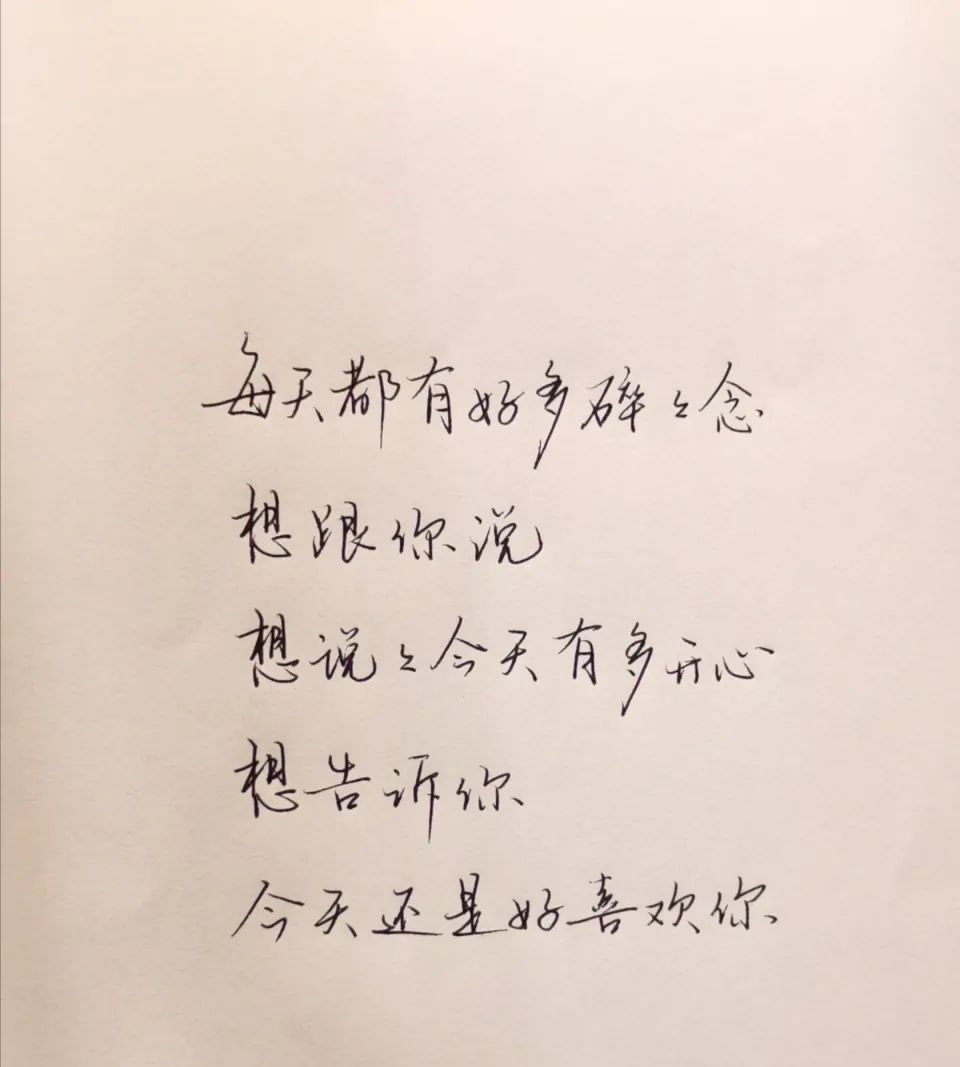 每天都有好多碎々念
想跟你说
想说々今天有多开心
想告诉你
今天还是好喜欢你